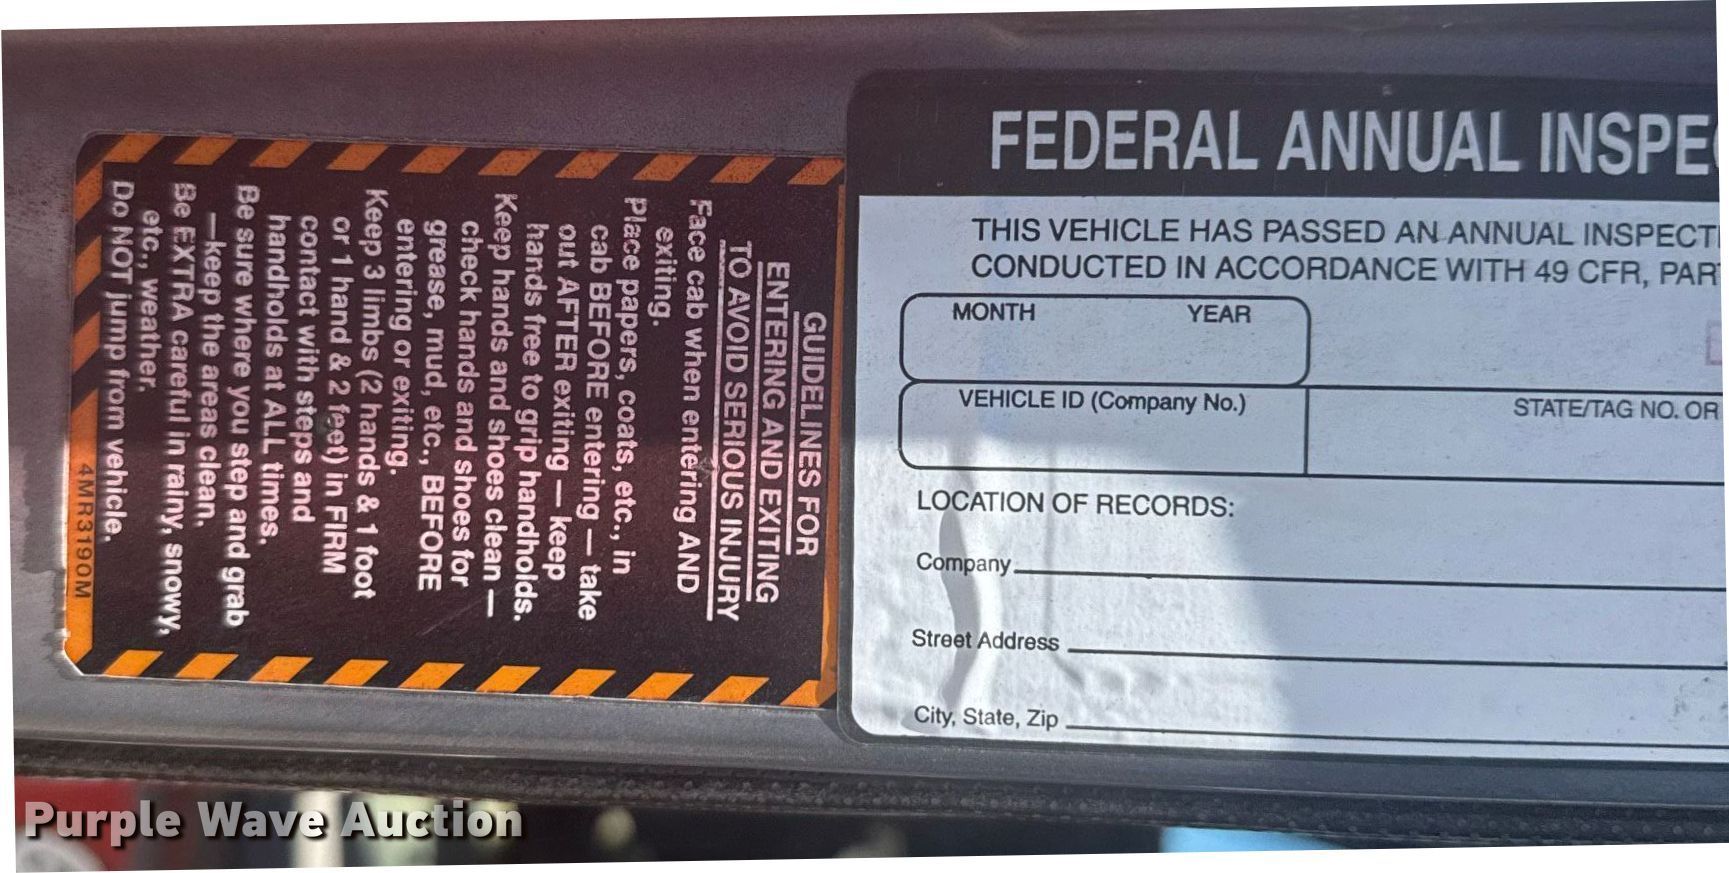 GUIDELINES FOR
ENTERING AND EXITING
TO AVOID SERIOUS INJURY
Face cab when entering AND
exiting.
Place papers, coats, etc., in
cab BEFORE entering — take
out AFTER exiting — keep
hands free to grip handholds.
Keep hands and shoes clean —
check hands and shoes for
grease, mud, etc., BEFORE
entering or exiting.
Keep 3 limbs (2 hands & 1 foot
or 1 hand & 2 feet) in FIRM
contact with steps and
handholds at ALL times.
Be sure where you step and grab
—keep the areas clean.
Be EXTRA careful in rainy, snowy,
etc., weather.
Do NOT jump from vehicle.
4MR3190M
FEDERAL ANNUAL INSPEC
THIS VEHICLE HAS PASSED AN ANNUAL INSPECTI
CONDUCTED IN ACCORDANCE WITH 49 CFR, PART
MONTH YEAR
VEHICLE ID (Company No.) STATE/TAG NO. OR
LOCATION OF RECORDS:
Company
Street Address
City, State, Zip
Purple Wave Auction